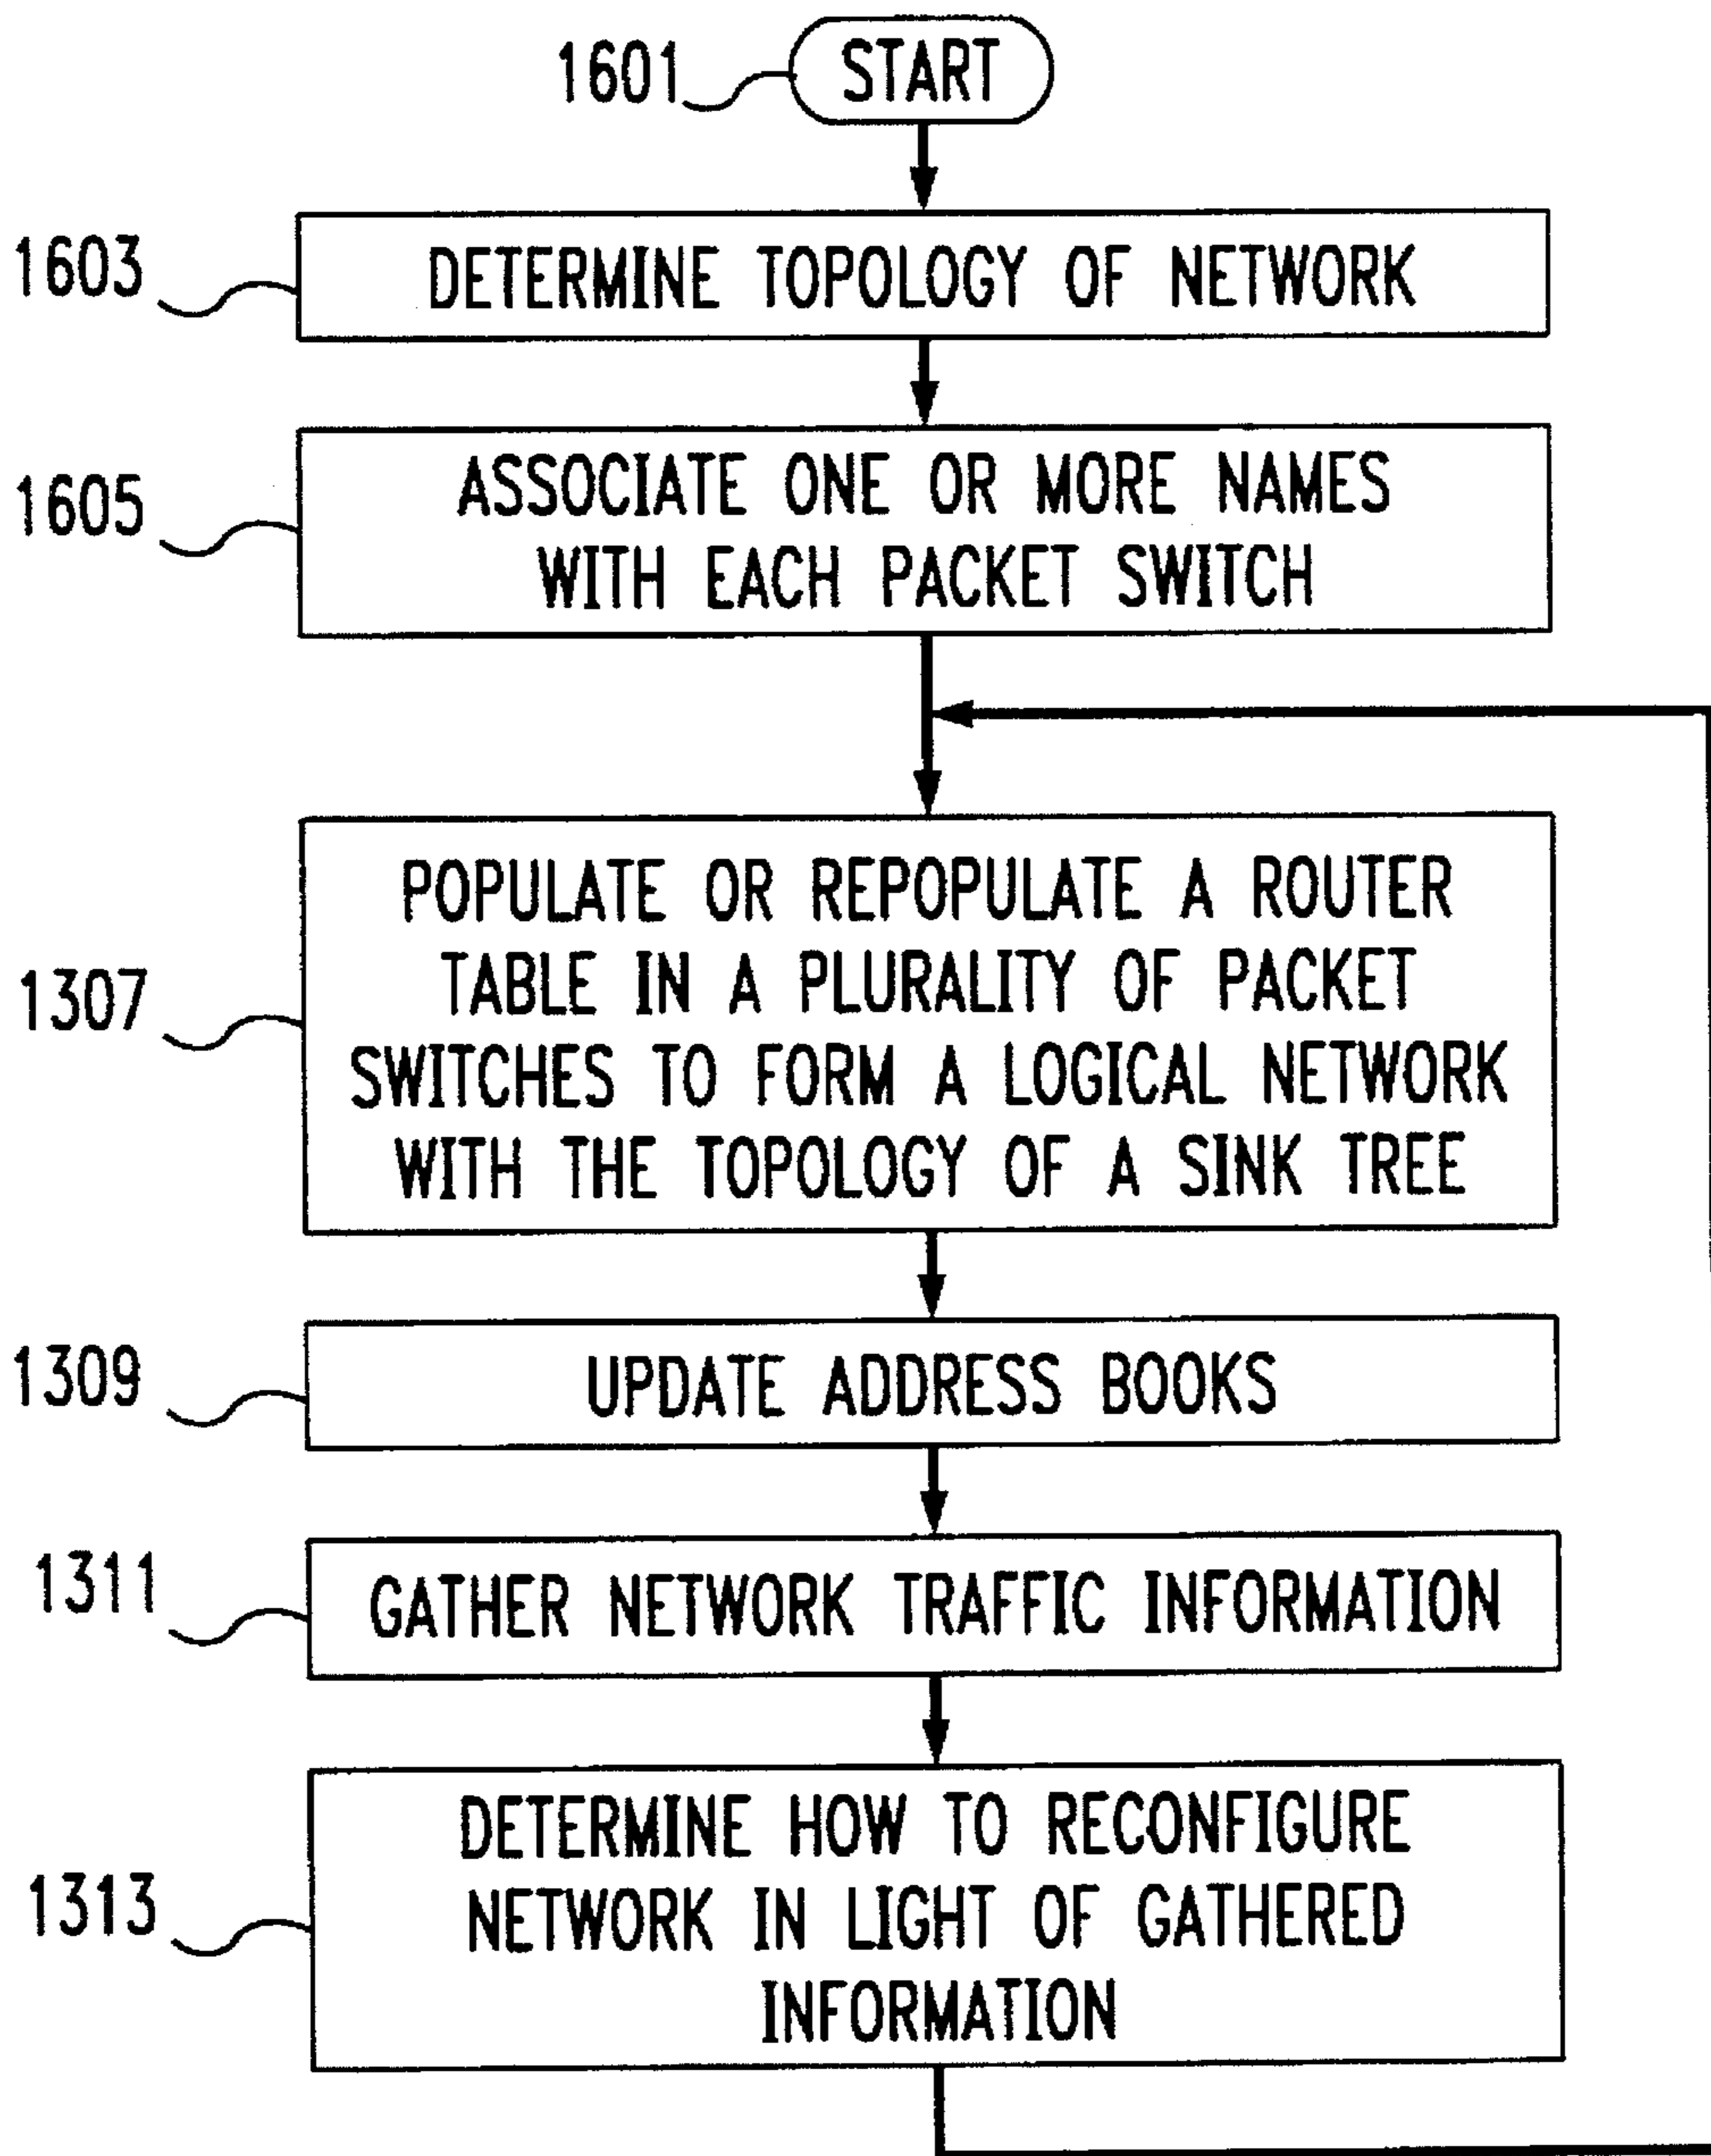 1601 START
1603 DETERMINE TOPOLOGY OF NETWORK
1605 ASSOCIATE ONE OR MORE NAMES
WITH EACH PACKET SWITCH
1307 POPULATE OR REPOPULATE A ROUTER
TABLE IN A PLURALITY OF PACKET
SWITCHES TO FORM A LOGICAL NETWORK
WITH THE TOPOLOGY OF A SINK TREE
1309 UPDATE ADDRESS BOOKS
1311 GATHER NETWORK TRAFFIC INFORMATION
1313 DETERMINE HOW TO RECONFIGURE
NETWORK IN LIGHT OF GATHERED
INFORMATION